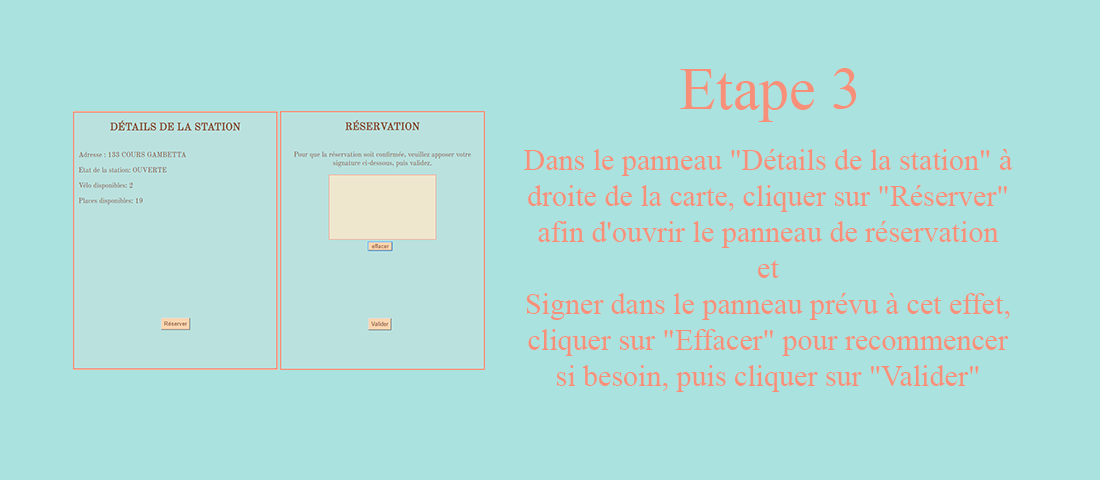 DÉTAILS DE LA STATION
Adresse : 153 COURS GAMBETTA
Etat de la station: OUVERTE
Vélo disponibles: 2
Places disponibles: 19
Réserver
RÉSERVATION
Pour que la réservation soit confirmée, veuillez apposer votre
signature ci-dessous, puis validez.
effacer
Valider
Etape 3
Dans le panneau "Détails de la station" à
droite de la carte, cliquer sur "Réserver"
afin d'ouvrir le panneau de réservation
et
Signer dans le panneau prévu à cet effet,
cliquer sur "Effacer" pour recommencer
si besoin, puis cliquer sur "Valider"